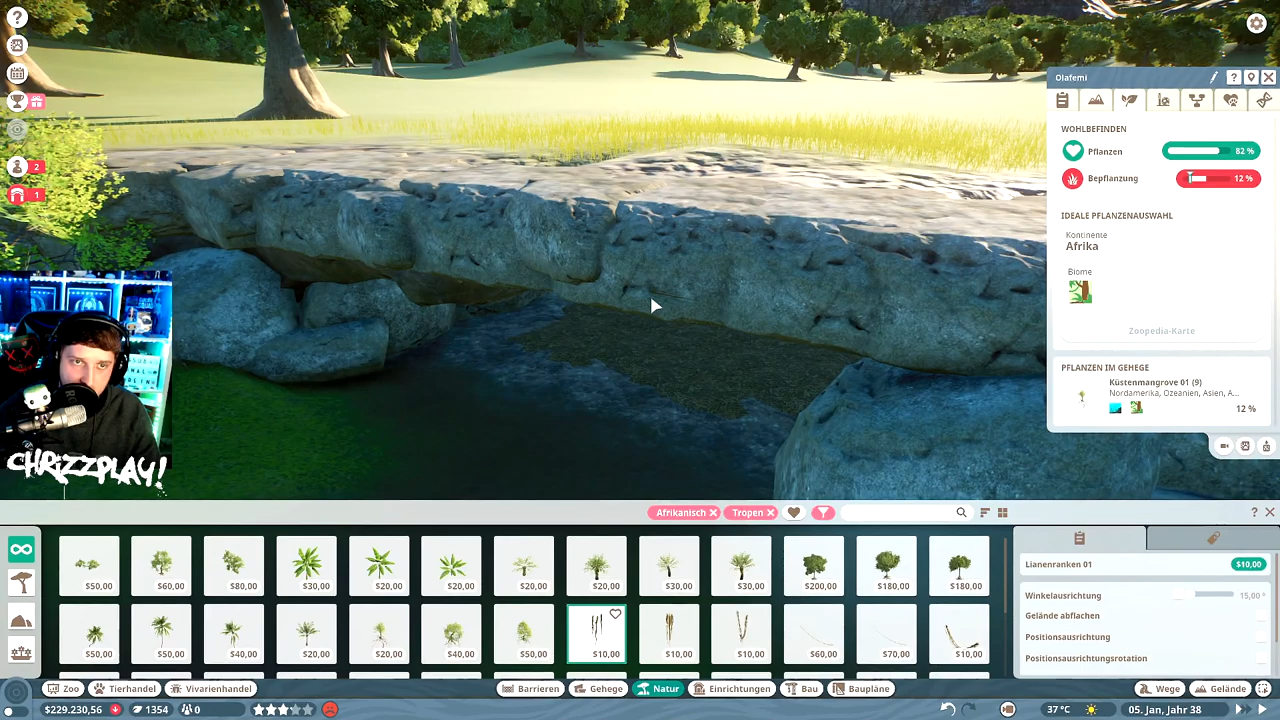 ?
2
1
Olafemi
?
WOHLBEFINDEN
Pflanzen
82 %
Bepflanzung
12 %
IDEALE PFLANZENAUSWAHL
Kontinente
Afrika
Biome
Zoopedia-Karte
PFLANZEN IM GEHEGE
Küstenmangrove 01 (9)
Nordamerika, Ozeanien, Asien, A...
12 %
CHRIZZPLAY!
Afrikanisch
Tropen
?
$50,00 $60,00 $80,00 $30,00 $20,00 $20,00 $20,00 $20,00 $30,00 $30,00 $200,00 $180,00 $180,00
$50,00 $50,00 $40,00 $20,00 $20,00 $40,00 $50,00 $10,00 $10,00 $10,00 $60,00 $70,00 $10,00
Lianenranken 01
$10,00
Winkelausrichtung
15,00 °
Gelände abflachen
Positionsausrichtung
Positionsausrichtungsrotation
Zoo Tierhandel Vivarienhandel Barrieren Gehege Natur Einrichtungen Bau Baupläne Wege Gelände
$229.230,56 1354 0 37 °C 05. Jan, Jahr 38